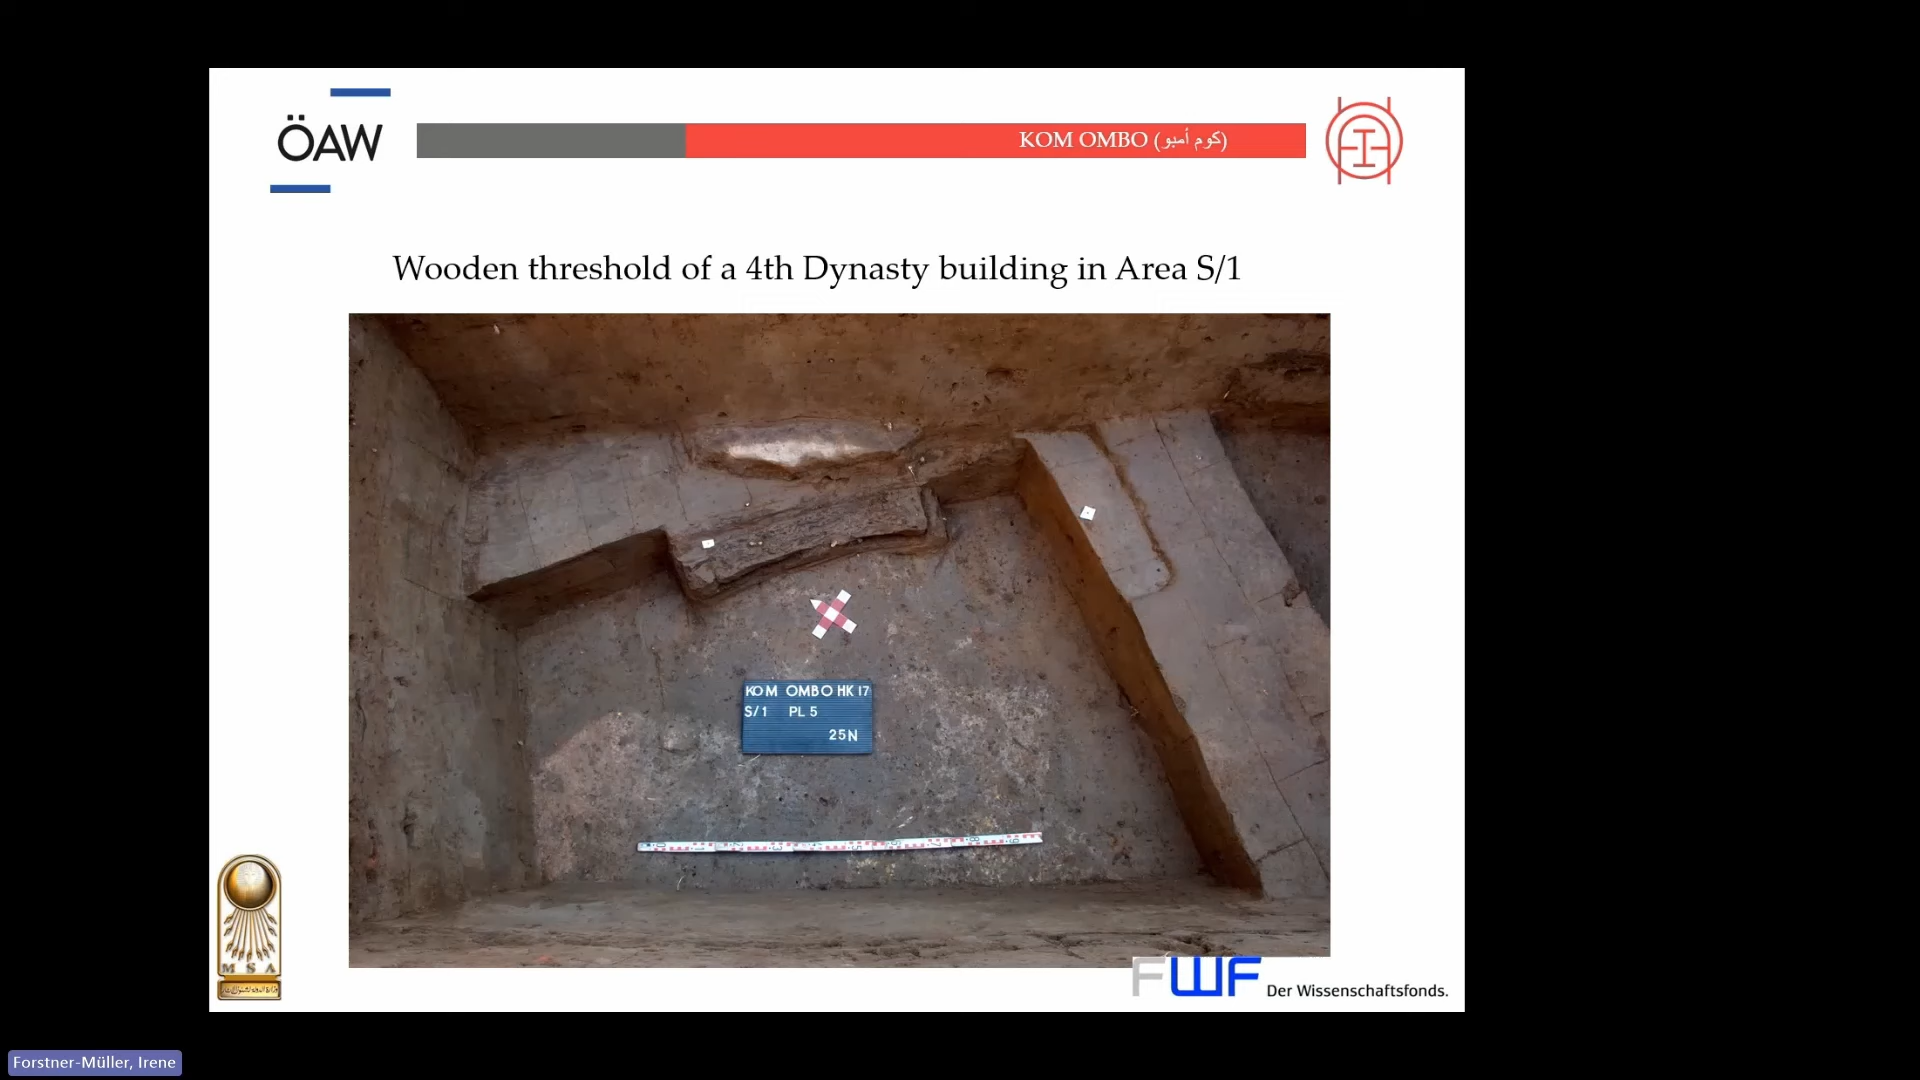 ÖAW
KOM OMBO (كوم أمبو)
Wooden threshold of a 4th Dynasty building in Area S/1
KOM OMBO HK 17
S/1 PL 5
25N
MSA
FWF Der Wissenschaftsfonds.
Forstner-Müller, Irene